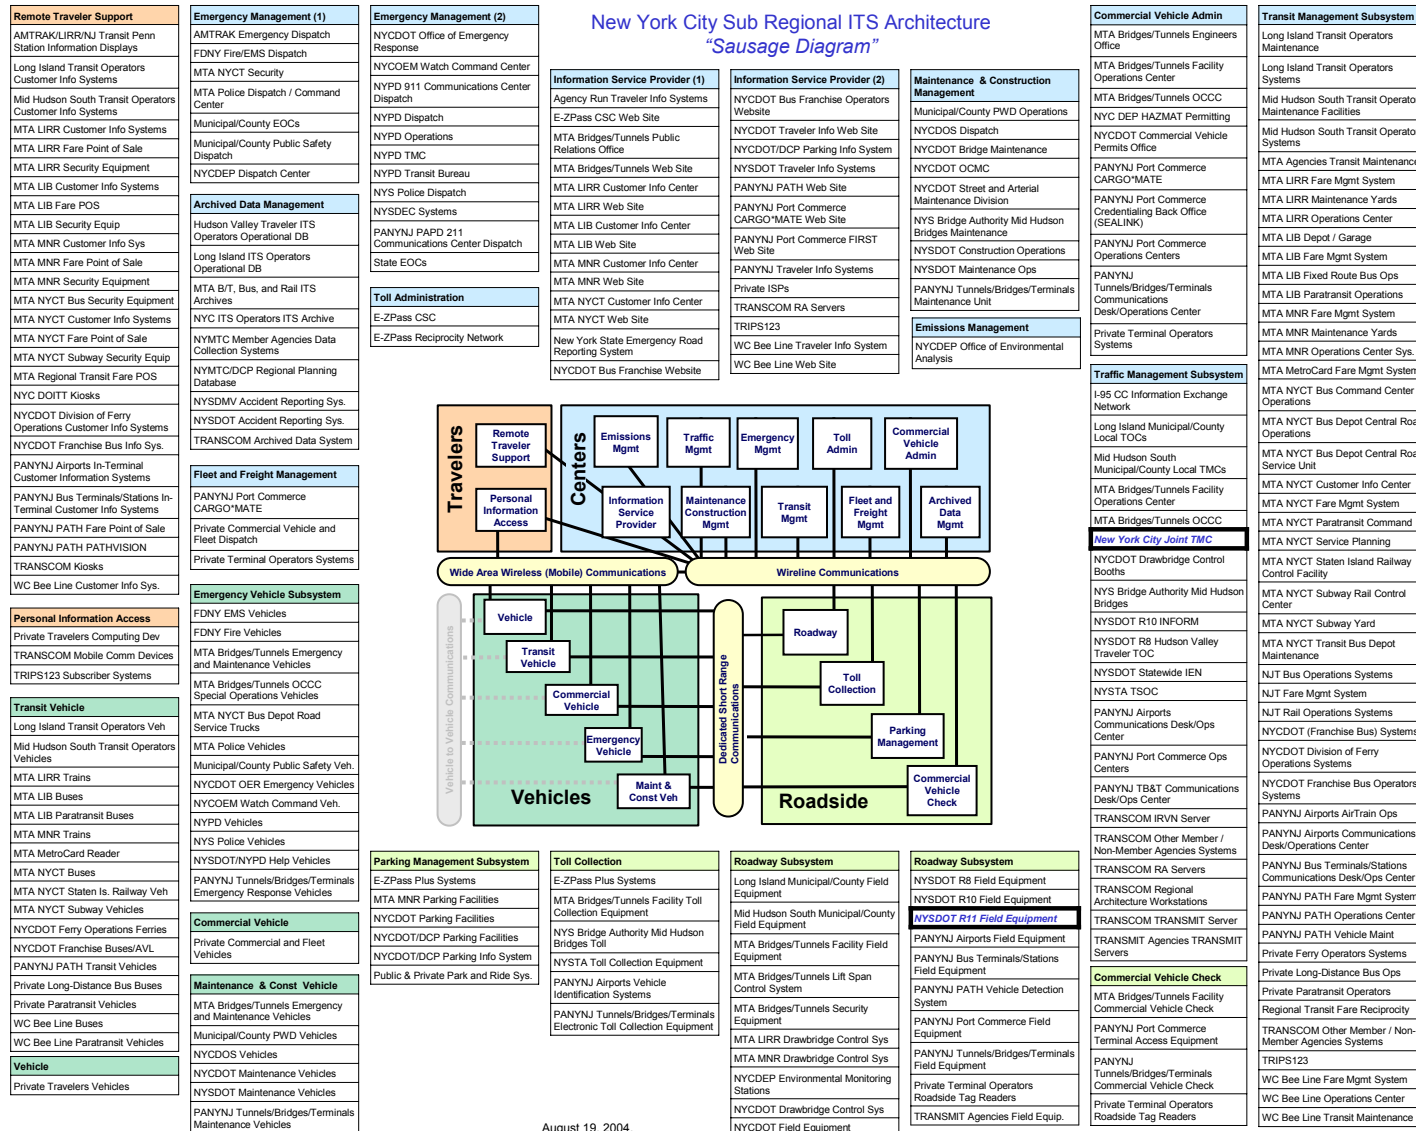 New York City Sub Regional ITS Architecture
“Sausage Diagram”
Remote Traveler Support
AMTRAK/LIRR/NJ Transit Penn
Station Information Displays
Long Island Transit Operators
Customer Info Systems
Mid Hudson South Transit Operators
Customer Info Systems
MTA LIRR Customer Info Systems
MTA LIRR Fare Point of Sale
MTA LIRR Security Equipment
MTA LIB Customer Info Systems
MTA LIB Fare POS
MTA LIB Security Equip
MTA MNR Customer Info Sys
MTA MNR Fare Point of Sale
MTA MNR Security Equipment
MTA NYCT Bus Security Equipment
MTA NYCT Customer Info Systems
MTA NYCT Fare Point of Sale
MTA NYCT Subway Security Equip
MTA Regional Transit Fare POS
NYC DOITT Kiosks
NYCDOT Division of Ferry
Operations Customer Info Systems
NYCDOT Franchise Bus Info Sys.
PANYNJ Airports In-Terminal
Customer Information Systems
PANYNJ Bus Terminals/Stations In-
Terminal Customer Info Systems
PANYNJ PATH Fare Point of Sale
PANYNJ PATH PATHVISION
TRANSCOM Kiosks
WC Bee Line Customer Info Sys.
Personal Information Access
Private Travelers Computing Dev
TRANSCOM Mobile Comm Devices
TRIPS123 Subscriber Systems
Transit Vehicle
Long Island Transit Operators Veh
Mid Hudson South Transit Operators
Vehicles
MTA LIRR Trains
MTA LIB Buses
MTA LIB Paratransit Buses
MTA MNR Trains
MTA MetroCard Reader
MTA NYCT Buses
MTA NYCT Staten Is. Railway Veh
MTA NYCT Subway Vehicles
NYCDOT Ferry Operations Ferries
NYCDOT Franchise Buses/AVL
PANYNJ PATH Transit Vehicles
Private Long-Distance Bus Buses
Private Paratransit Vehicles
WC Bee Line Buses
WC Bee Line Paratransit Vehicles
Vehicle
Private Travelers Vehicles
Emergency Management (1)
AMTRAK Emergency Dispatch
FDNY Fire/EMS Dispatch
MTA NYCT Security
MTA Police Dispatch / Command
Center
Municipal/County EOCs
Municipal/County Public Safety
Dispatch
NYCDEP Dispatch Center
Archived Data Management
Hudson Valley Traveler ITS
Operators Operational DB
Long Island ITS Operators
Operational DB
MTA B/T, Bus, and Rail ITS
Archives
NYC ITS Operators ITS Archive
NYMTC Member Agencies Data
Collection Systems
NYMTC/DCP Regional Planning
Database
NYSDMV Accident Reporting Sys.
NYSDOT Accident Reporting Sys.
TRANSCOM Archived Data System
Fleet and Freight Management
PANYNJ Port Commerce
CARGO*MATE
Private Commercial Vehicle and
Fleet Dispatch
Private Terminal Operators Systems
Emergency Vehicle Subsystem
FDNY EMS Vehicles
FDNY Fire Vehicles
MTA Bridges/Tunnels Emergency
and Maintenance Vehicles
MTA Bridges/Tunnels OCCC
Special Operations Vehicles
MTA NYCT Bus Depot Road
Service Trucks
MTA Police Vehicles
Municipal/County Public Safety Veh.
NYCDOT OER Emergency Vehicles
NYCOEM Watch Command Veh.
NYPD Vehicles
NYS Police Vehicles
NYSDOT/NYPD Help Vehicles
PANYNJ Tunnels/Bridges/Terminals
Emergency Response Vehicles
Commercial Vehicle
Private Commercial and Fleet
Vehicles
Maintenance & Const Vehicle
MTA Bridges/Tunnels Emergency
and Maintenance Vehicles
Municipal/County PWD Vehicles
NYCDOS Vehicles
NYCDOT Maintenance Vehicles
NYSDOT Maintenance Vehicles
PANYNJ Tunnels/Bridges/Terminals
Maintenance Vehicles
Emergency Management (2)
NYCDOT Office of Emergency
Response
NYCOEM Watch Command Center
NYPD 911 Communications Center
Dispatch
NYPD Dispatch
NYPD Operations
NYPD TMC
NYPD Transit Bureau
NYS Police Dispatch
NYSDEC Systems
PANYNJ PAPD 211
Communications Center Dispatch
State EOCs
Toll Administration
E-ZPass CSC
E-ZPass Reciprocity Network
Information Service Provider (1)
Agency Run Traveler Info Systems
E-ZPass CSC Web Site
MTA Bridges/Tunnels Public
Relations Office
MTA Bridges/Tunnels Web Site
MTA LIRR Customer Info Center
MTA LIRR Web Site
MTA LIB Customer Info Center
MTA LIB Web Site
MTA MNR Customer Info Center
MTA MNR Web Site
MTA NYCT Customer Info Center
MTA NYCT Web Site
New York State Emergency Road
Reporting System
NYCDOT Bus Franchise Website
Information Service Provider (2)
NYCDOT Bus Franchise Operators
Website
NYCDOT Traveler Info Web Site
NYCDOT/DCP Parking Info System
NYSDOT Traveler Info Systems
PANYNJ PATH Web Site
PANYNJ Port Commerce
CARGO*MATE Web Site
PANYNJ Port Commerce FIRST
Web Site
PANYNJ Traveler Info Systems
Private ISPs
TRANSCOM RA Servers
TRIPS123
WC Bee Line Traveler Info System
WC Bee Line Web Site
Maintenance & Construction
Management
Municipal/County PWD Operations
NYCDOS Dispatch
NYCDOT Bridge Maintenance
NYCDOT OCMC
NYCDOT Street and Arterial
Maintenance Division
NYS Bridge Authority Mid Hudson
Bridges Maintenance
NYSDOT Construction Operations
NYSDOT Maintenance Ops
PANYNJ Tunnels/Bridges/Terminals
Maintenance Unit
Emissions Management
NYCDEP Office of Environmental
Analysis
Travelers
Remote
Traveler
Support
Personal
Information
Access
Centers
Emissions
Mgmt
Traffic
Mgmt
Emergency
Mgmt
Toll
Admin
Commercial
Vehicle
Admin
Information
Service
Provider
Maintenance
Construction
Mgmt
Transit
Mgmt
Fleet and
Freight
Mgmt
Archived
Data
Mgmt
Wide Area Wireless (Mobile) Communications
Wireline Communications
Vehicle to Vehicle Communications
Vehicle
Transit
Vehicle
Commercial
Vehicle
Emergency
Vehicle
Maint &
Const Veh
Vehicles
Dedicated Short Range
Communications
Roadway
Toll
Collection
Parking
Management
Commercial
Vehicle
Check
Roadside
Parking Management Subsystem
E-ZPass Plus Systems
MTA MNR Parking Facilities
NYCDOT Parking Facilities
NYCDOT/DCP Parking Facilities
NYCDOT/DCP Parking Info System
Public & Private Park and Ride Sys.
Toll Collection
E-ZPass Plus Systems
MTA Bridges/Tunnels Facility Toll
Collection Equipment
NYS Bridge Authority Mid Hudson
Bridges Toll
NYSTA Toll Collection Equipment
PANYNJ Airports Vehicle
Identification Systems
PANYNJ Tunnels/Bridges/Terminals
Electronic Toll Collection Equipment
August 19, 2004
Roadway Subsystem
Long Island Municipal/County Field
Equipment
Mid Hudson South Municipal/County
Field Equipment
MTA Bridges/Tunnels Facility Field
Equipment
MTA Bridges/Tunnels Lift Span
Control System
MTA Bridges/Tunnels Security
Equipment
MTA LIRR Drawbridge Control Sys
MTA MNR Drawbridge Control Sys
NYCDEP Environmental Monitoring
Stations
NYCDOT Drawbridge Control Sys
NYCDOT Field Equipment
Roadway Subsystem
NYSDOT R8 Field Equipment
NYSDOT R10 Field Equipment
NYSDOT R11 Field Equipment
PANYNJ Airports Field Equipment
PANYNJ Bus Terminals/Stations
Field Equipment
PANYNJ PATH Vehicle Detection
System
PANYNJ Port Commerce Field
Equipment
PANYNJ Tunnels/Bridges/Terminals
Field Equipment
Private Terminal Operators
Roadside Tag Readers
TRANSMIT Agencies Field Equip.
Commercial Vehicle Admin
MTA Bridges/Tunnels Engineers
Office
MTA Bridges/Tunnels Facility
Operations Center
MTA Bridges/Tunnels OCCC
NYC DEP HAZMAT Permitting
NYCDOT Commercial Vehicle
Permits Office
PANYNJ Port Commerce
CARGO*MATE
PANYNJ Port Commerce
Credentialing Back Office
(SEALINK)
PANYNJ Port Commerce
Operations Centers
PANYNJ
Tunnels/Bridges/Terminals
Communications
Desk/Operations Center
Private Terminal Operators
Systems
Traffic Management Subsystem
I-95 CC Information Exchange
Network
Long Island Municipal/County
Local TOCs
Mid Hudson South
Municipal/County Local TMCs
MTA Bridges/Tunnels Facility
Operations Center
MTA Bridges/Tunnels OCCC
New York City Joint TMC
NYCDOT Drawbridge Control
Booths
NYS Bridge Authority Mid Hudson
Bridges
NYSDOT R10 INFORM
NYSDOT R8 Hudson Valley
Traveler TOC
NYSDOT Statewide IEN
NYSTA TSOC
PANYNJ Airports
Communications Desk/Ops
Center
PANYNJ Port Commerce Ops
Centers
PANYNJ TB&T Communications
Desk/Ops Center
TRANSCOM IRVN Server
TRANSCOM Other Member /
Non-Member Agencies Systems
TRANSCOM RA Servers
TRANSCOM Regional
Architecture Workstations
TRANSCOM TRANSMIT Server
TRANSMIT Agencies TRANSMIT
Servers
Commercial Vehicle Check
MTA Bridges/Tunnels Facility
Commercial Vehicle Check
PANYNJ Port Commerce
Terminal Access Equipment
PANYNJ
Tunnels/Bridges/Terminals
Commercial Vehicle Check
Private Terminal Operators
Roadside Tag Readers
Transit Management Subsystem
Long Island Transit Operators
Maintenance
Long Island Transit Operators
Systems
Mid Hudson South Transit Operato
Maintenance Facilities
Mid Hudson South Transit Operato
Systems
MTA Agencies Transit Maintenance
MTA LIRR Fare Mgmt System
MTA LIRR Maintenance Yards
MTA LIRR Operations Center
MTA LIB Depot / Garage
MTA LIB Fare Mgmt System
MTA LIB Fixed Route Bus Ops
MTA LIB Paratransit Operations
MTA MNR Fare Mgmt System
MTA MNR Maintenance Yards
MTA MNR Operations Center Sys.
MTA MetroCard Fare Mgmt System
MTA NYCT Bus Command Center
Operations
MTA NYCT Bus Depot Central Roa
Operations
MTA NYCT Bus Depot Central Roa
Service Unit
MTA NYCT Customer Info Center
MTA NYCT Fare Mgmt System
MTA NYCT Paratransit Command
MTA NYCT Service Planning
MTA NYCT Staten Island Railway
Control Facility
MTA NYCT Subway Rail Control
Center
MTA NYCT Subway Yard
MTA NYCT Transit Bus Depot
Maintenance
NJT Bus Operations Systems
NJT Fare Mgmt System
NJT Rail Operations Systems
NYCDOT (Franchise Bus) Systems
NYCDOT Division of Ferry
Operations Systems
NYCDOT Franchise Bus Operators
Systems
PANYNJ Airports AirTrain Ops
PANYNJ Airports Communications
Desk/Operations Center
PANYNJ Bus Terminals/Stations
Communications Desk/Ops Center
PANYNJ PATH Fare Mgmt System
PANYNJ PATH Operations Center
PANYNJ PATH Vehicle Maint
Private Ferry Operators Systems
Private Long-Distance Bus Ops
Private Paratransit Operators
Regional Transit Fare Reciprocity
TRANSCOM Other Member / Non-
Member Agencies Systems
TRIPS123
WC Bee Line Fare Mgmt System
WC Bee Line Operations Center
WC Bee Line Transit Maintenance